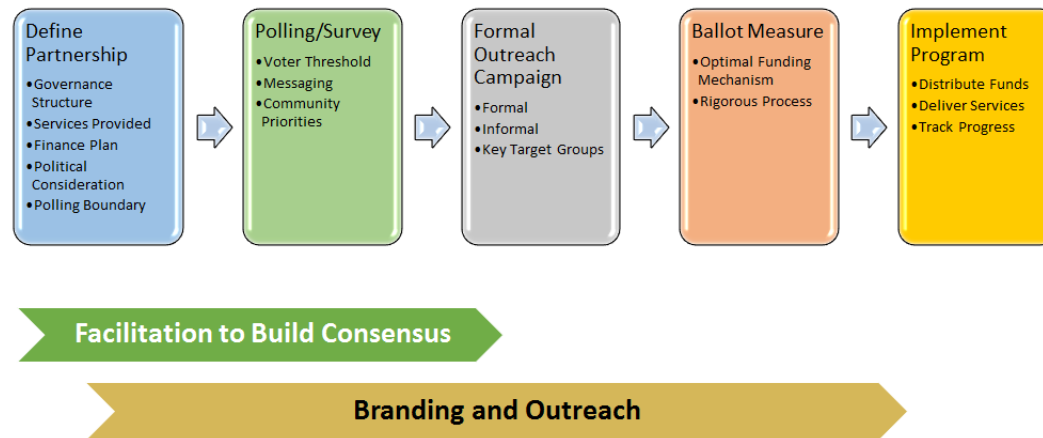 Define
Partnership
•Governance
Structure
•Services Provided
•Finance Plan
•Political
Consideration
•Polling Boundary
Polling/Survey
•Voter Threshold
•Messaging
•Community
Priorities
Formal
Outreach
Campaign
•Formal
•Informal
•Key Target Groups
Ballot Measure
•Optimal Funding
Mechanism
•Rigorous Process
Implement
Program
•Distribute Funds
•Deliver Services
•Track Progress
Facilitation to Build Consensus
Branding and Outreach